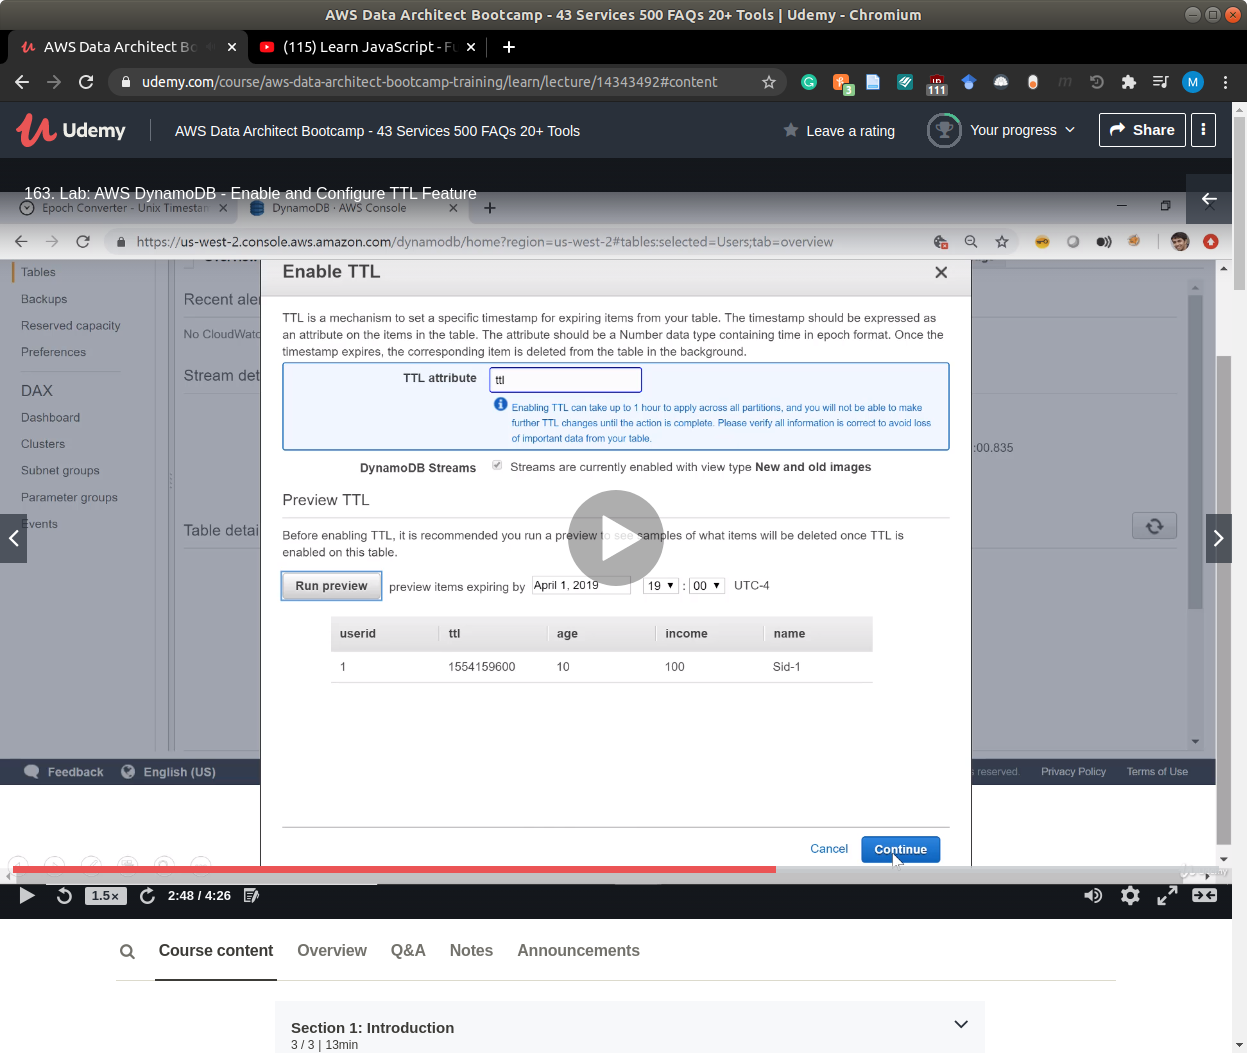 AWS Data Architect Bootcamp - 43 Services 500 FAQs 20+ Tools | Udemy - Chromium
AWS Data Architect Bo
(115) Learn JavaScript - Fu
udemy.com/course/aws-data-architect-bootcamp-training/learn/lecture/14343492#content
3
111
M
Udemy
AWS Data Architect Bootcamp - 43 Services 500 FAQs 20+ Tools
Leave a rating
Your progress
Share
163. Lab: AWS DynamoDB - Enable and Configure TTL Feature
Epoch Converter - Unix Timestam
DynamoDB · AWS Console
https://us-west-2.console.aws.amazon.com/dynamodb/home?region=us-west-2#tables:selected=Users;tab=overview
Tables
Backups
Reserved capacity
Preferences
DAX
Dashboard
Clusters
Subnet groups
Parameter groups
Events
Recent ale
No CloudWatc
Stream det
Table detai
:00.835
Enable TTL
TTL is a mechanism to set a specific timestamp for expiring items from your table. The timestamp should be expressed as
an attribute on the items in the table. The attribute should be a Number data type containing time in epoch format. Once the
timestamp expires, the corresponding item is deleted from the table in the background.
TTL attribute
ttl
Enabling TTL can take up to 1 hour to apply across all partitions, and you will not be able to make
further TTL changes until the action is complete. Please verify all information is correct to avoid loss
of important data from your table.
DynamoDB Streams
Streams are currently enabled with view type New and old images
Preview TTL
Before enabling TTL, it is recommended you run a preview to see samples of what items will be deleted once TTL is
enabled on this table.
Run preview
preview items expiring by
April 1, 2019
19
:
00
UTC-4
userid ttl age income name
1 1554159600 10 100 Sid-1
Cancel
Continue
Feedback
English (US)
s reserved.
Privacy Policy
Terms of Use
1.5×
2:48 / 4:26
Course content
Overview
Q&A
Notes
Announcements
Section 1: Introduction
3 / 3 | 13min